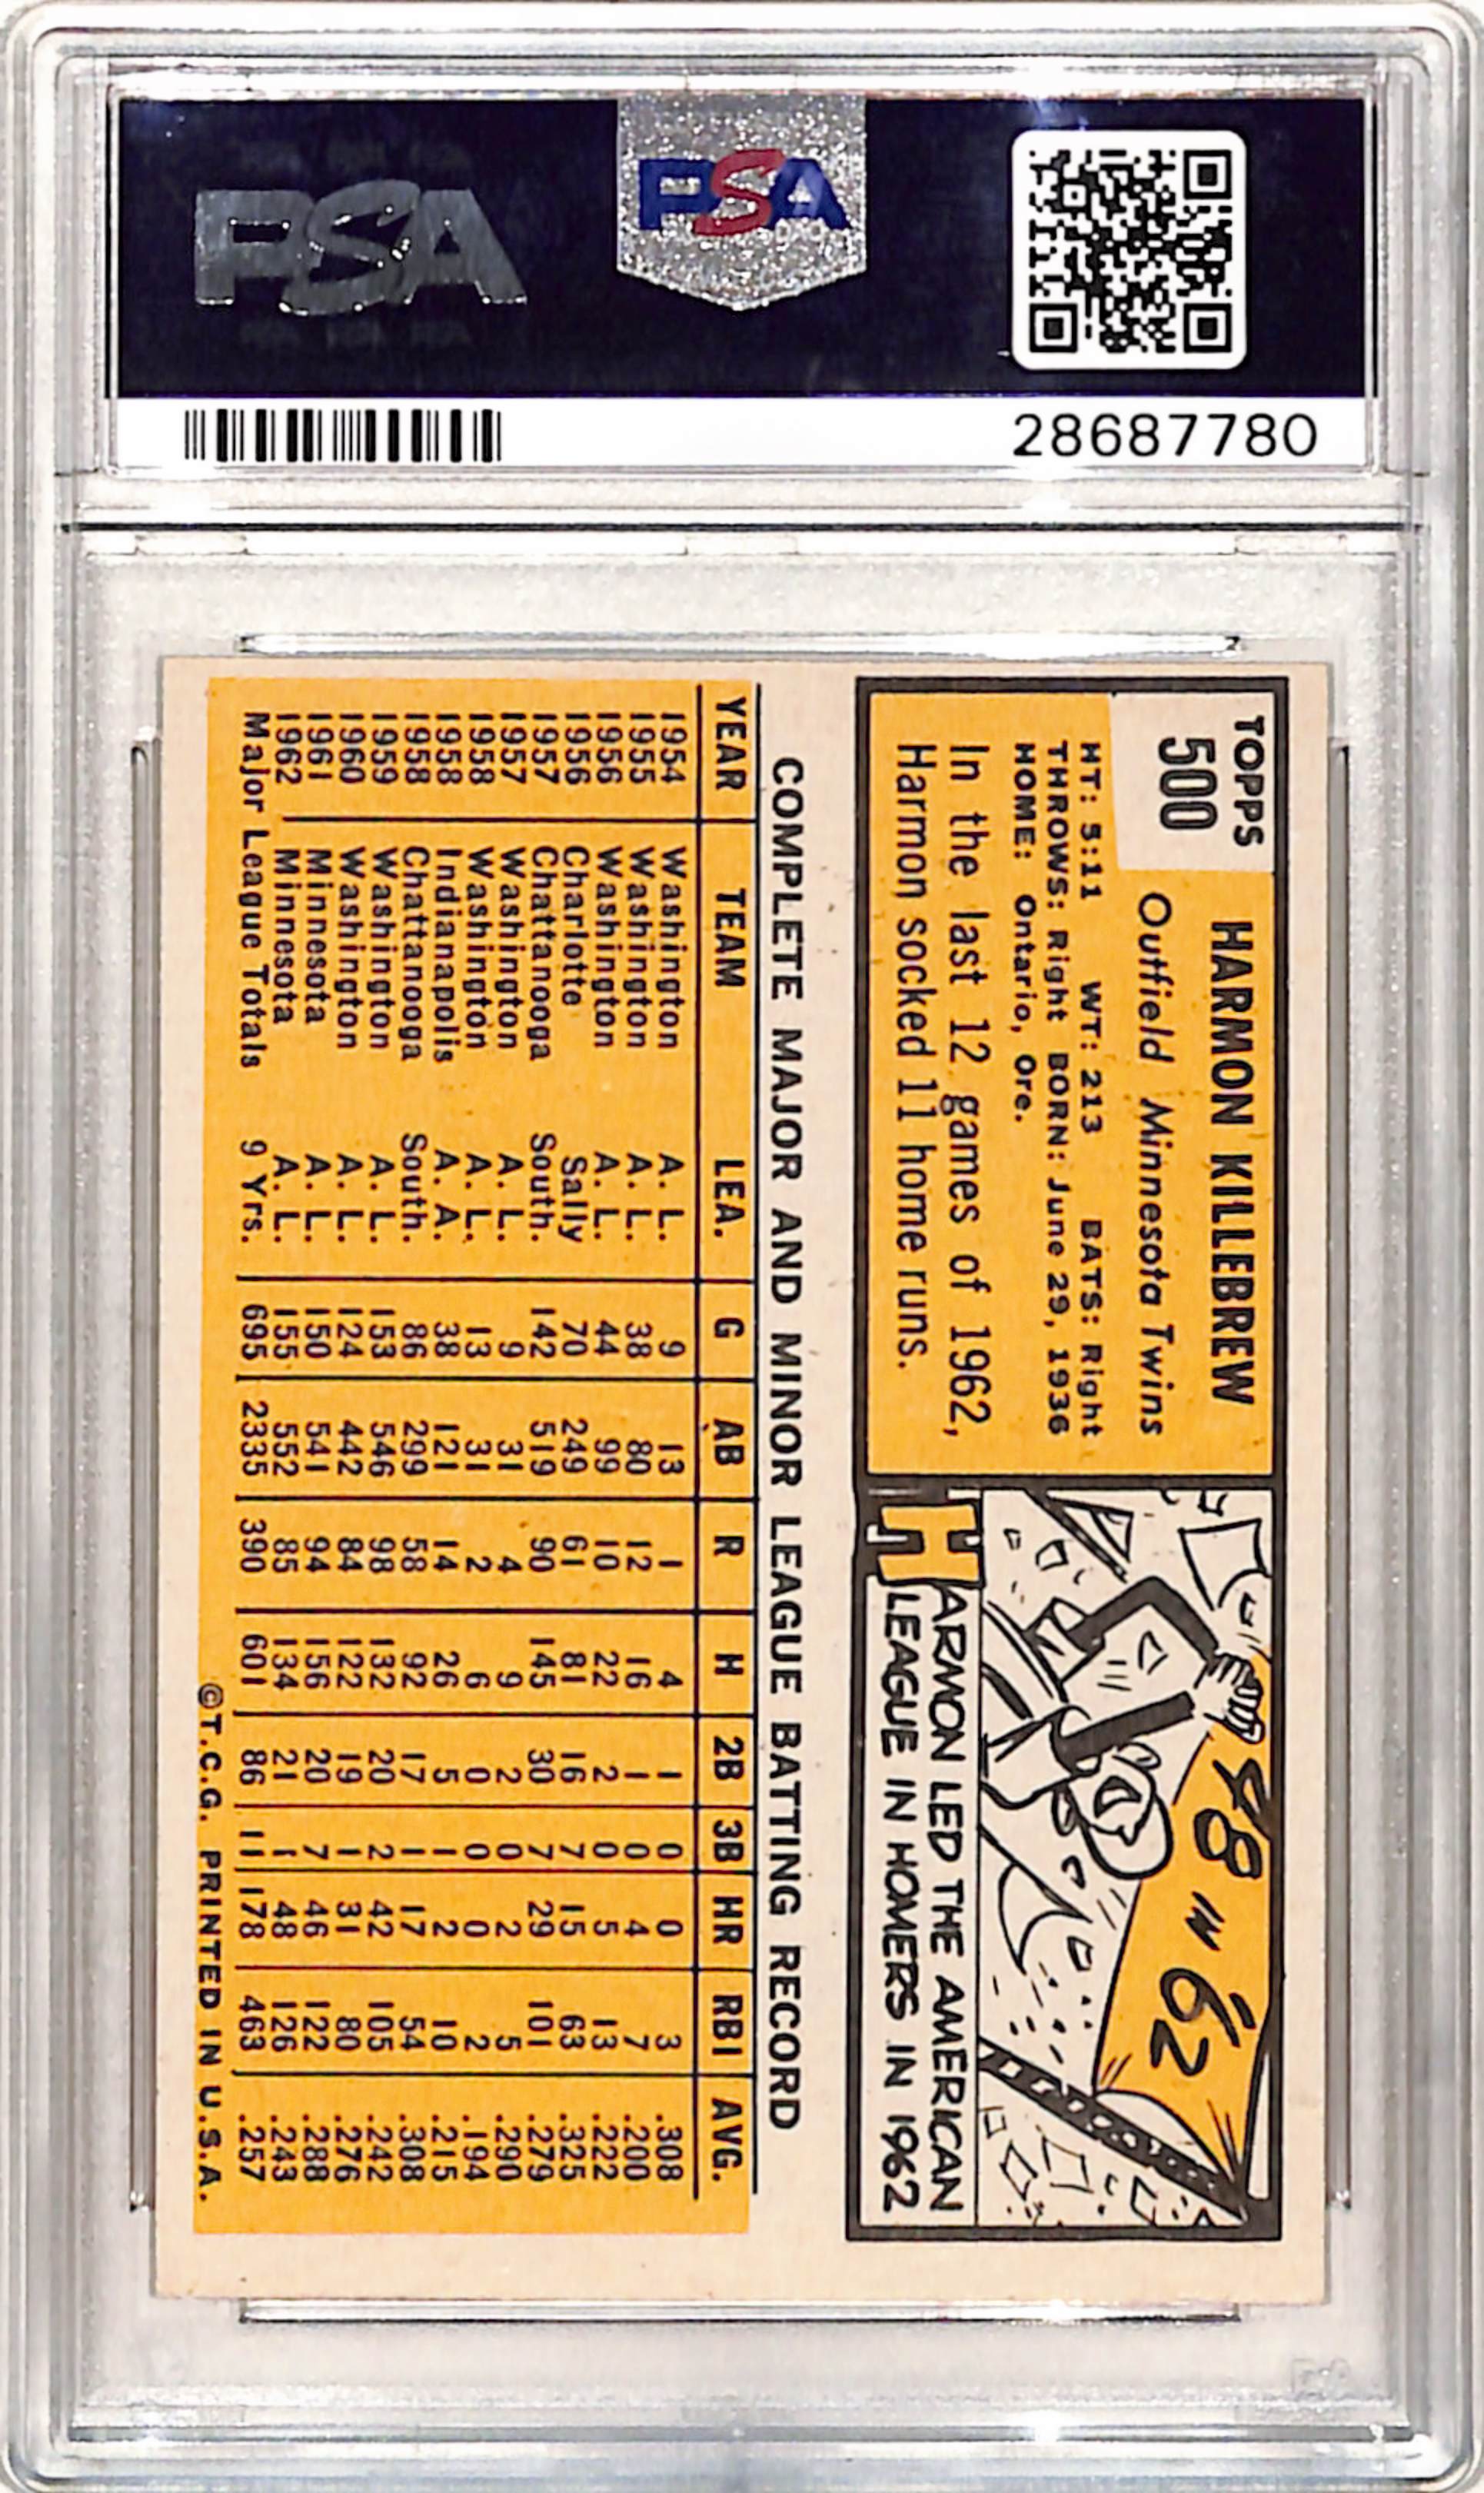 PSA
PSA
28687780
TOPPS
500
HARMON KILLEBREW
Outfield Minnesota Twins
HT: 5:11 WT: 213 BATS: Right
THROWS: Right BORN: June 29, 1936
HOME: Ontario, Ore.
In the last 12 games of 1962,
Harmon socked 11 home runs.
48 IN '62
HARMON LED THE AMERICAN
LEAGUE IN HOMERS IN 1962
COMPLETE MAJOR AND MINOR LEAGUE BATTING RECORD
YEAR TEAM LEA. G AB R H 2B 3B HR RBI AVG.
1954 Washington A. L. 9 13 1 4 1 0 0 3 .308
1955 Washington A. L. 38 80 12 16 1 0 4 7 .200
1956 Washington A. L. 44 99 10 22 2 0 5 13 .222
1956 Charlotte Sally 70 249 61 81 16 7 15 63 .325
1957 Chattanooga South. 142 519 90 145 30 7 29 101 .279
1957 Washington A. L. 9 31 4 9 2 0 2 5 .290
1958 Washington A. L. 13 31 2 6 0 0 0 2 .194
1958 Indianapolis A. A. 38 121 14 26 5 1 2 10 .215
1958 Chattanooga South. 86 299 58 92 17 1 17 54 .308
1959 Washington A. L. 153 546 98 132 20 2 42 105 .242
1960 Washington A. L. 124 442 84 122 19 1 31 80 .276
1961 Minnesota A. L. 150 541 94 156 20 7 46 122 .288
1962 Minnesota A. L. 155 552 85 134 21 1 48 126 .243
Major League Totals 9 Yrs. 695 2335 390 601 86 11 178 463 .257
©T.C.G. PRINTED IN U.S.A.